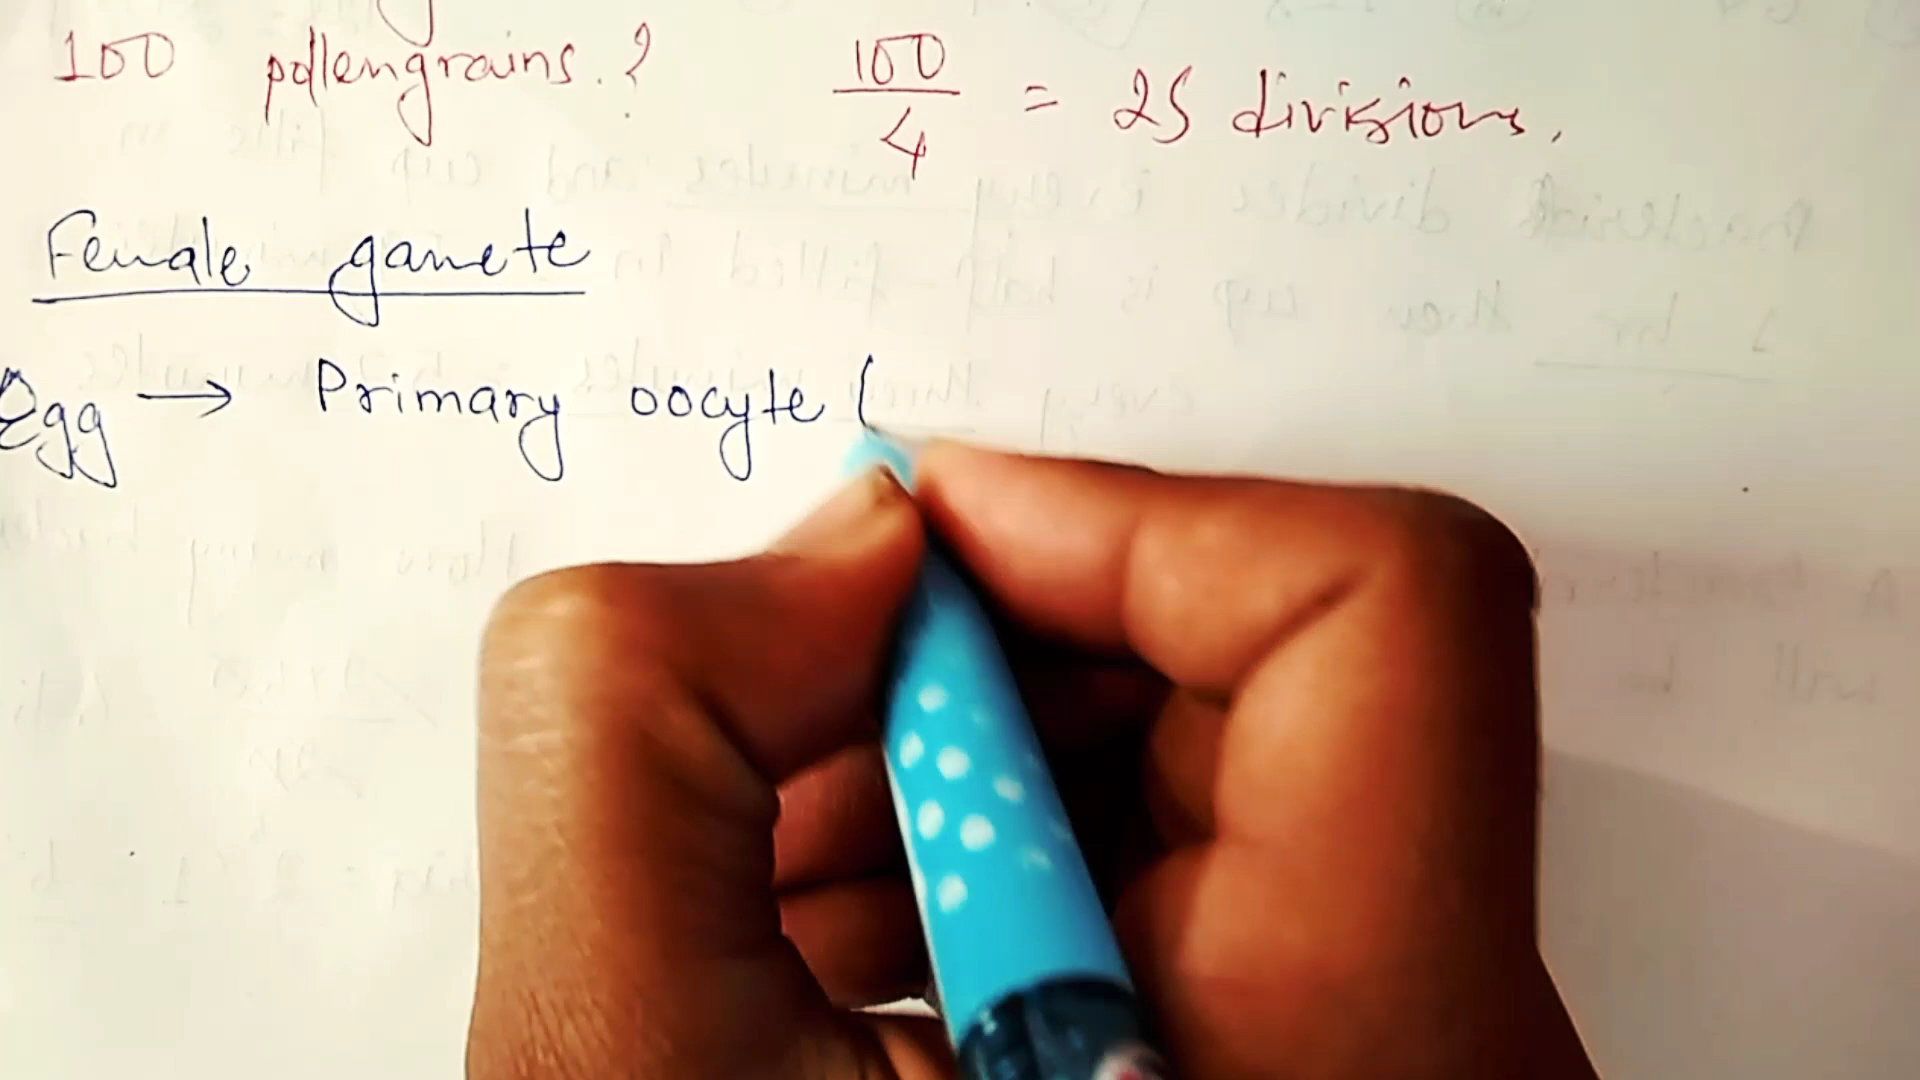 100 pollengrains.? 100/4 = 25 divisions.
Female gamete
Egg → Primary oocyte (